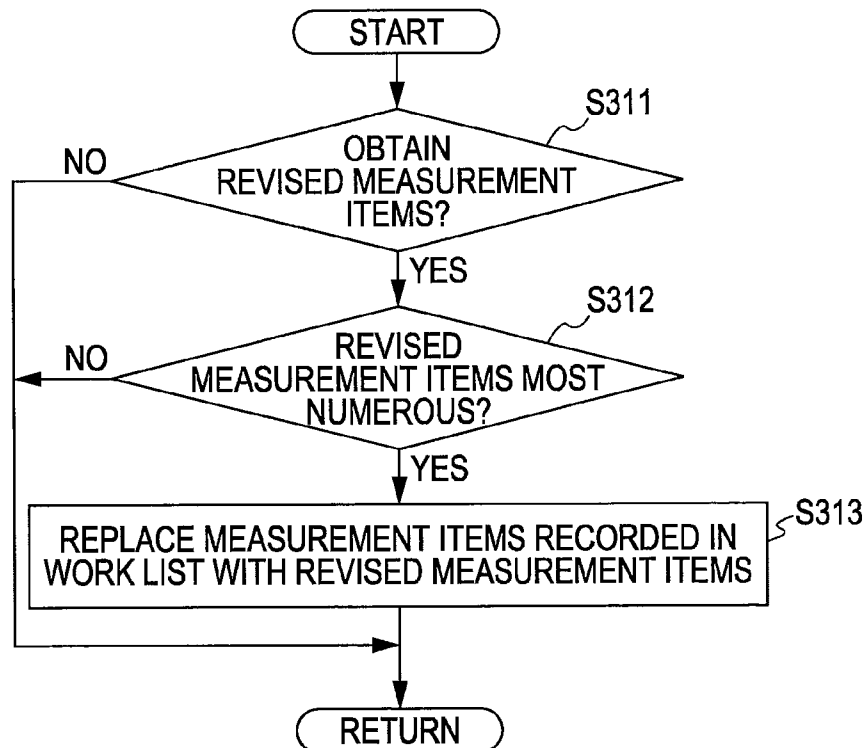 START
S311
OBTAIN
REVISED MEASUREMENT
ITEMS?
NO
YES
S312
REVISED
MEASUREMENT ITEMS MOST
NUMEROUS?
NO
YES
S313
REPLACE MEASUREMENT ITEMS RECORDED IN
WORK LIST WITH REVISED MEASUREMENT ITEMS
RETURN